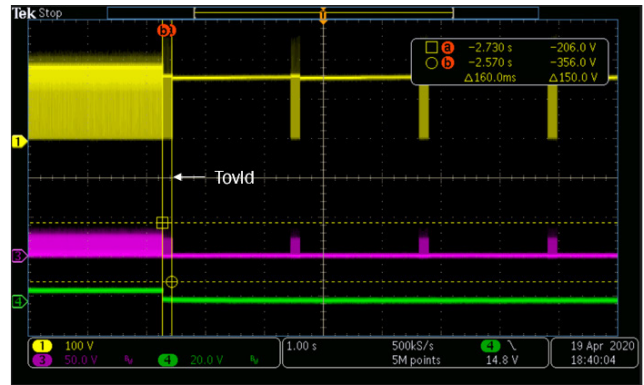 Tek Stop
b
a −2.730 s −206.0 V
b −2.570 s −356.0 V
△160.0ms △150.0 V
1
Tovld
3
4
1 100 V
3 50.0 V 4 20.0 V
1.00 s 500kS/s 4 \
5M points 14.8 V
19 Apr 2020
18:40:04